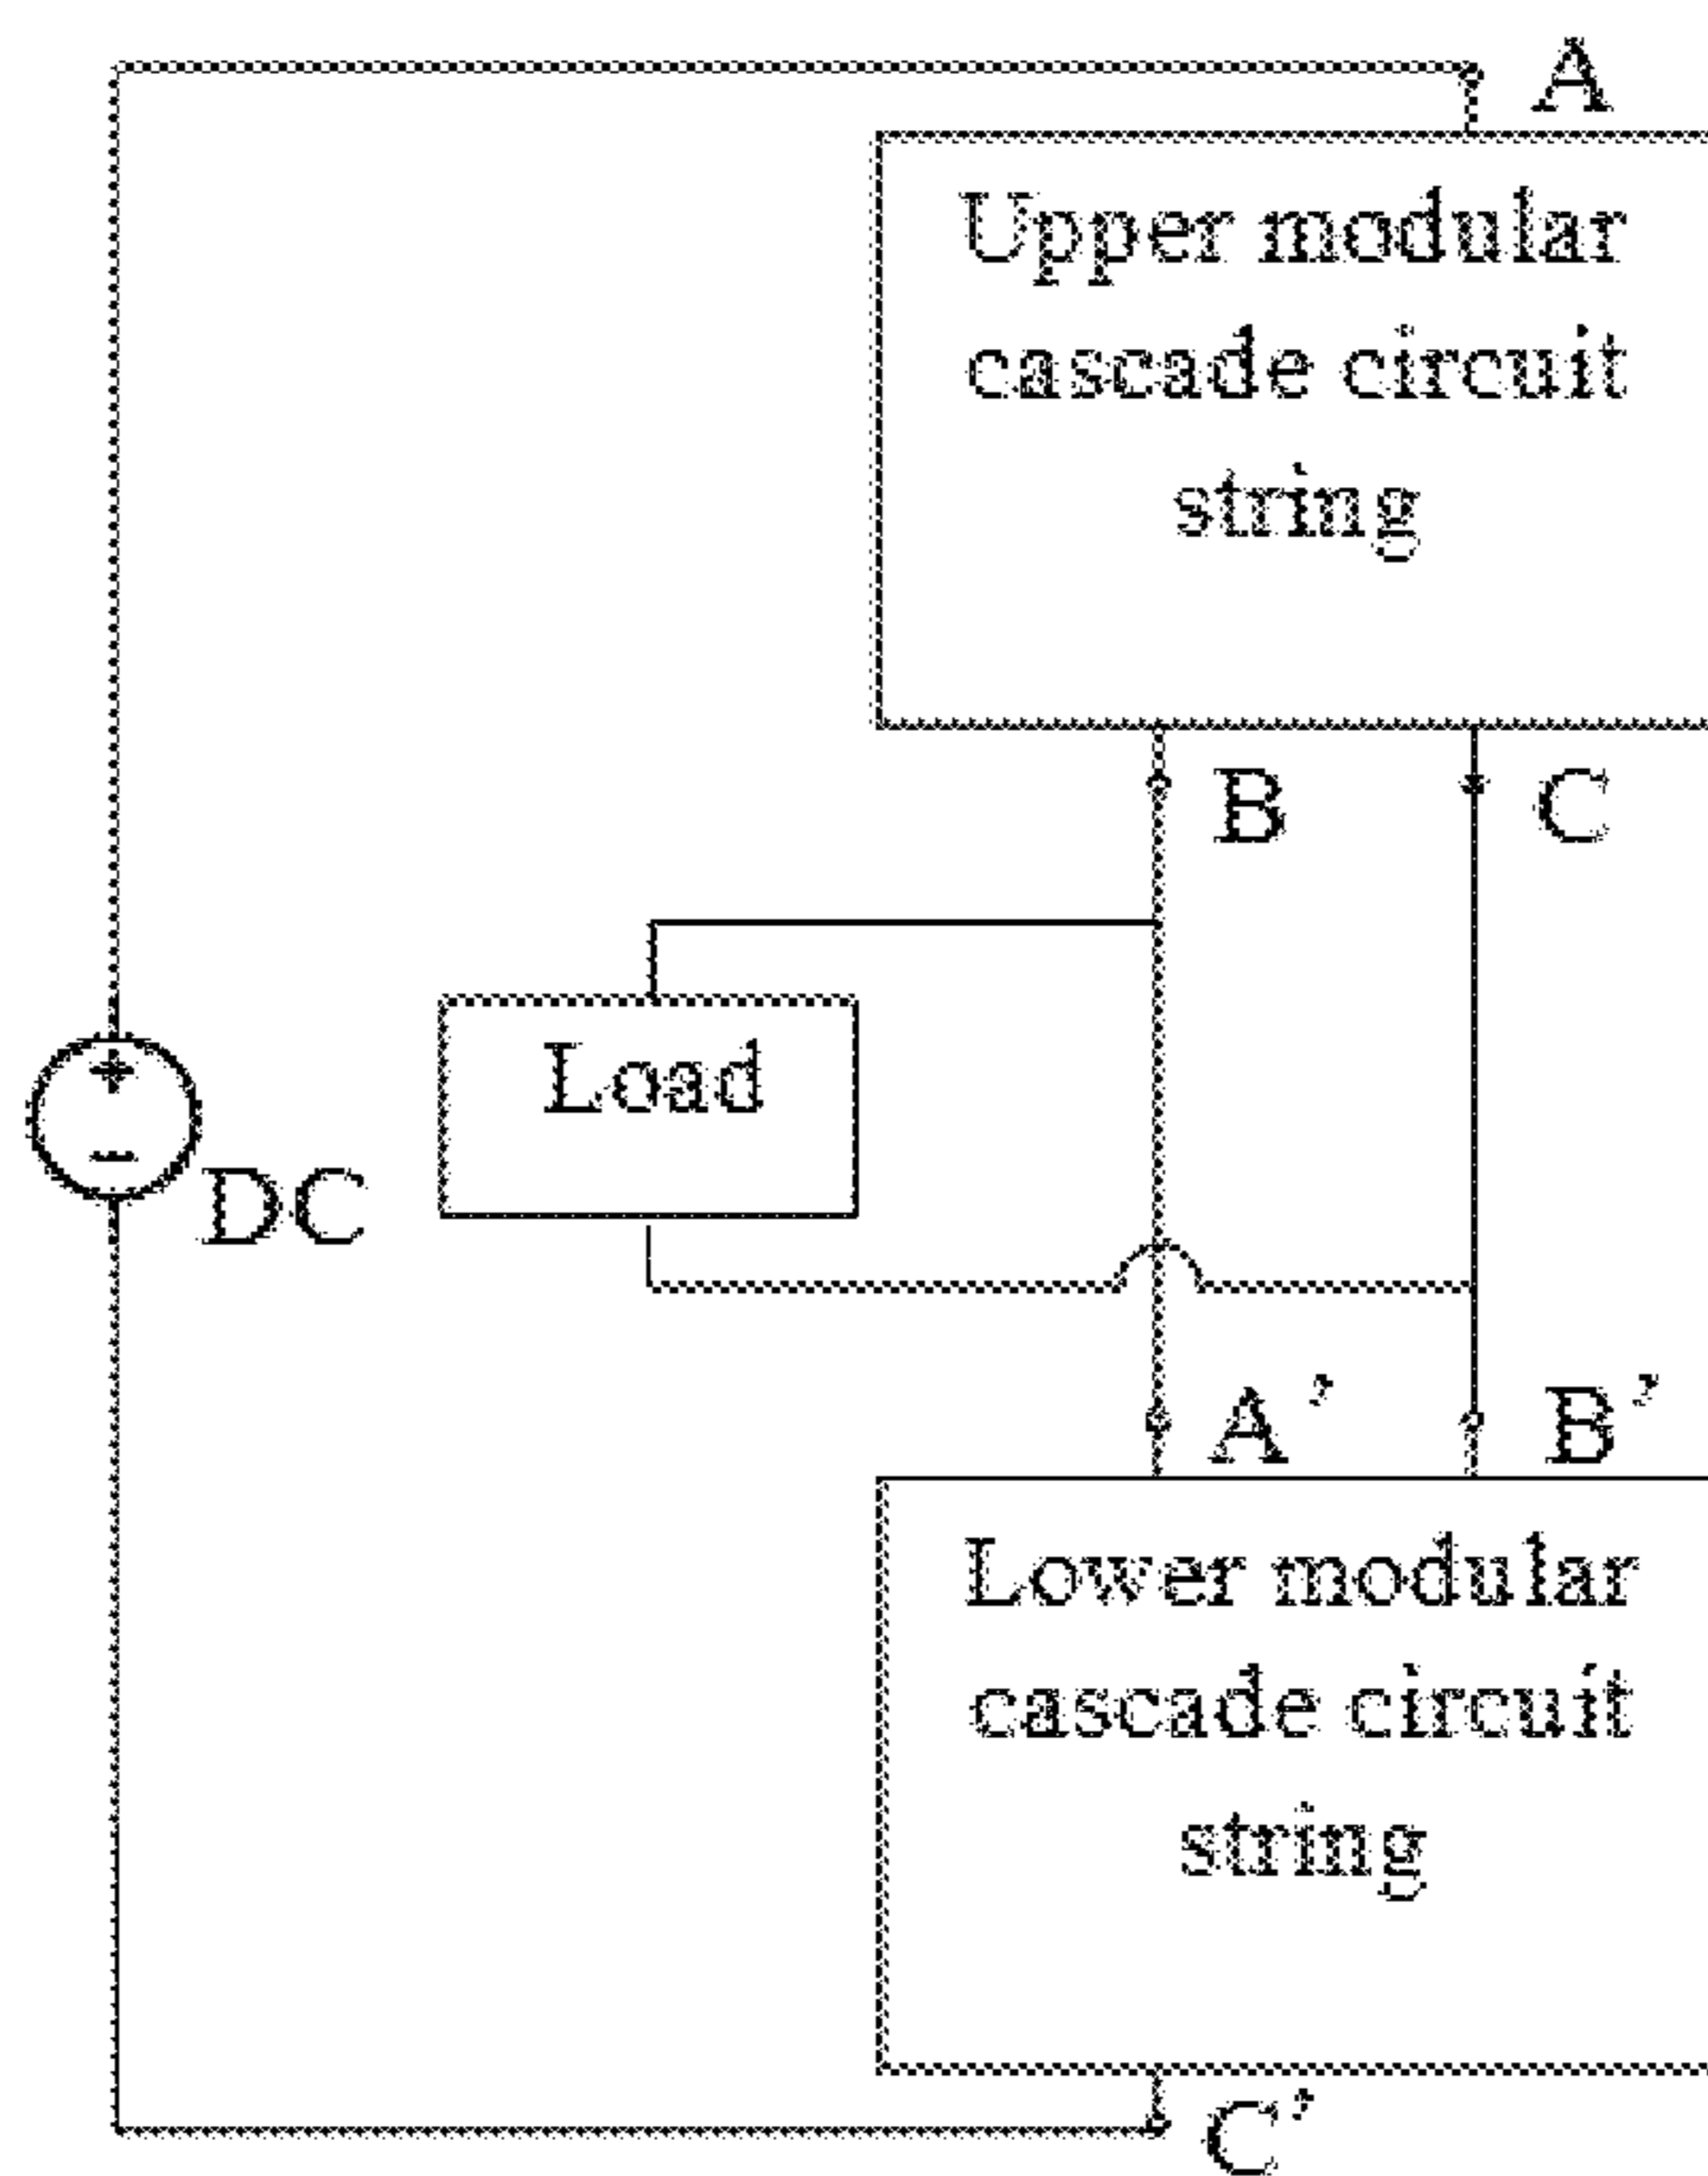 A
Upper modular
cascade circuit
string
B
C
Load
+
−
DC
A'
B'
Lower modular
cascade circuit
string
C'